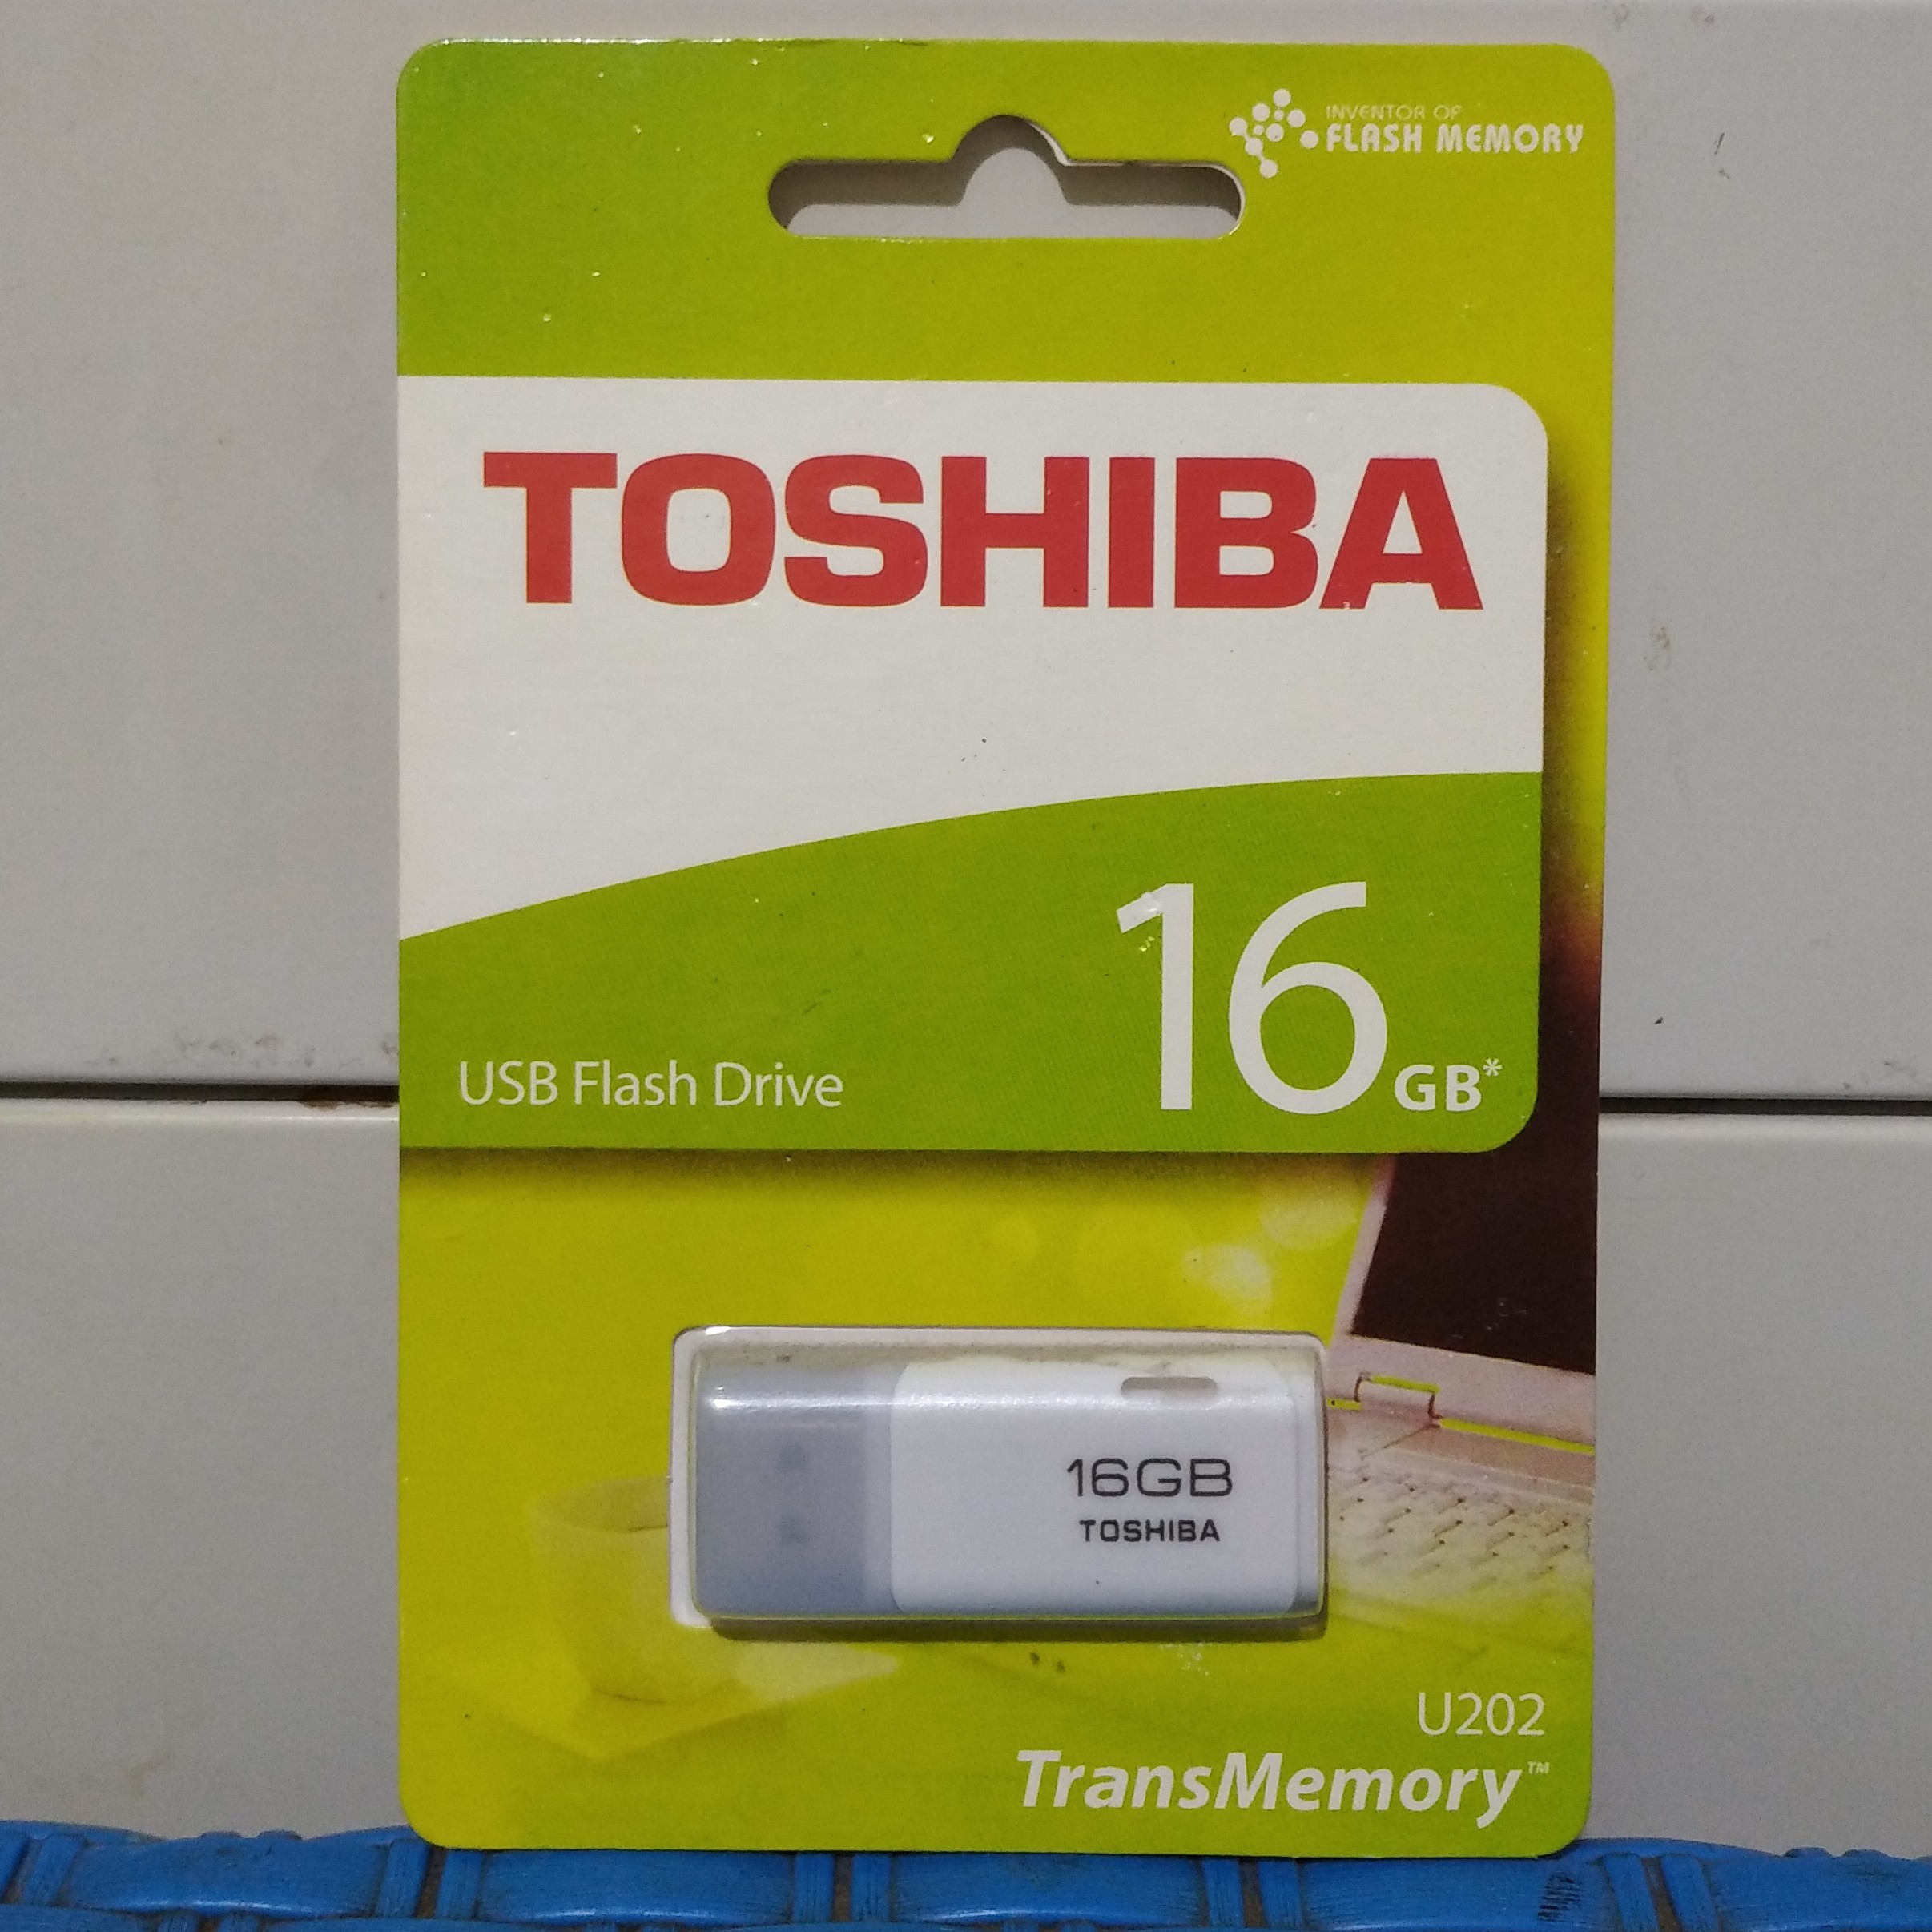 INVENTOR OF
FLASH MEMORY
TOSHIBA
16GB*
USB Flash Drive
16GB
TOSHIBA
U202
TransMemory™